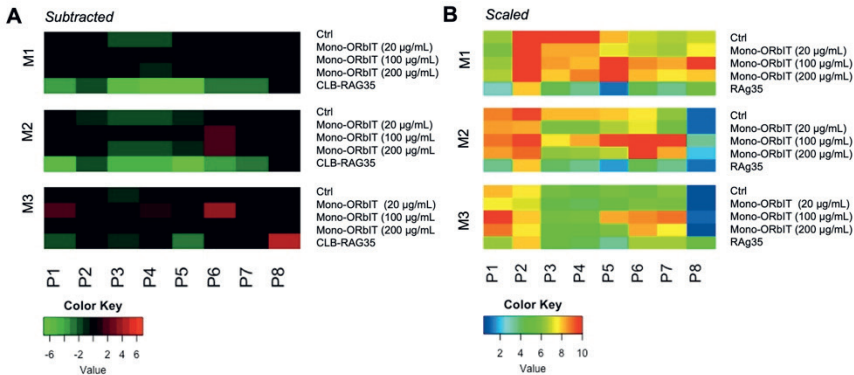 A
Subtracted
M1
Ctrl
Mono-ORbIT (20 µg/mL)
Mono-ORbIT (100 µg/mL)
Mono-ORbIT (200 µg/mL)
CLB-RAG35
M2
Ctrl
Mono-ORbIT (20 µg/mL)
Mono-ORbIT (100 µg/mL
Mono-ORbIT (200 µg/mL
CLB-RAG35
M3
Ctrl
Mono-ORbIT (20 µg/mL)
Mono-ORbIT (100 µg/mL
Mono-ORbIT (200 µg/mL
CLB-RAG35
P1 P2 P3 P4 P5 P6 P7 P8
Color Key
-6 -2 2 4 6
Value
B
Scaled
M1
Ctrl
Mono-ORbIT (20 µg/mL)
Mono-ORbIT (100 µg/mL)
Mono-ORbIT (200 µg/mL)
RAg35
M2
Ctrl
Mono-ORbIT (20 µg/mL)
Mono-ORbIT (100 µg/mL)
Mono-ORbIT (200 µg/mL)
RAg35
M3
Ctrl
Mono-ORbIT (20 µg/mL)
Mono-ORbIT (100 µg/mL)
Mono-ORbIT (200 µg/mL)
RAg35
P1 P2 P3 P4 P5 P6 P7 P8
Color Key
2 4 6 8 10
Value